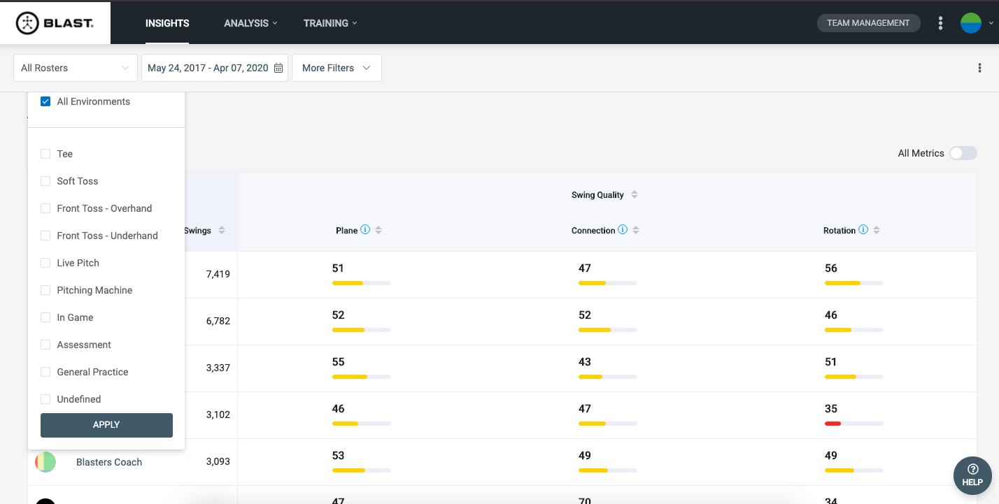 BLAST.
INSIGHTS
ANALYSIS
TRAINING
TEAM MANAGEMENT
All Rosters
May 24, 2017 - Apr 07, 2020
More Filters
All Environments
Tee
Soft Toss
Front Toss - Overhand
Front Toss - Underhand
Live Pitch
Pitching Machine
In Game
Assessment
General Practice
Undefined
APPLY
All Metrics
Swing Quality
Swings
Plane
Connection
Rotation
7,419 51 47 56
6,782 52 52 46
3,337 55 43 51
3,102 46 47 35
Blasters Coach 3,093 53 49 49
47 70 34
HELP